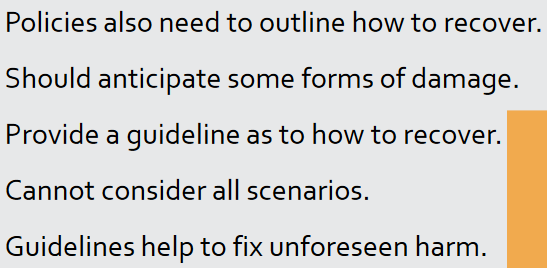 Policies also need to outline how to recover.
Should anticipate some forms of damage.
Provide a guideline as to how to recover.
Cannot consider all scenarios.
Guidelines help to fix unforeseen harm.